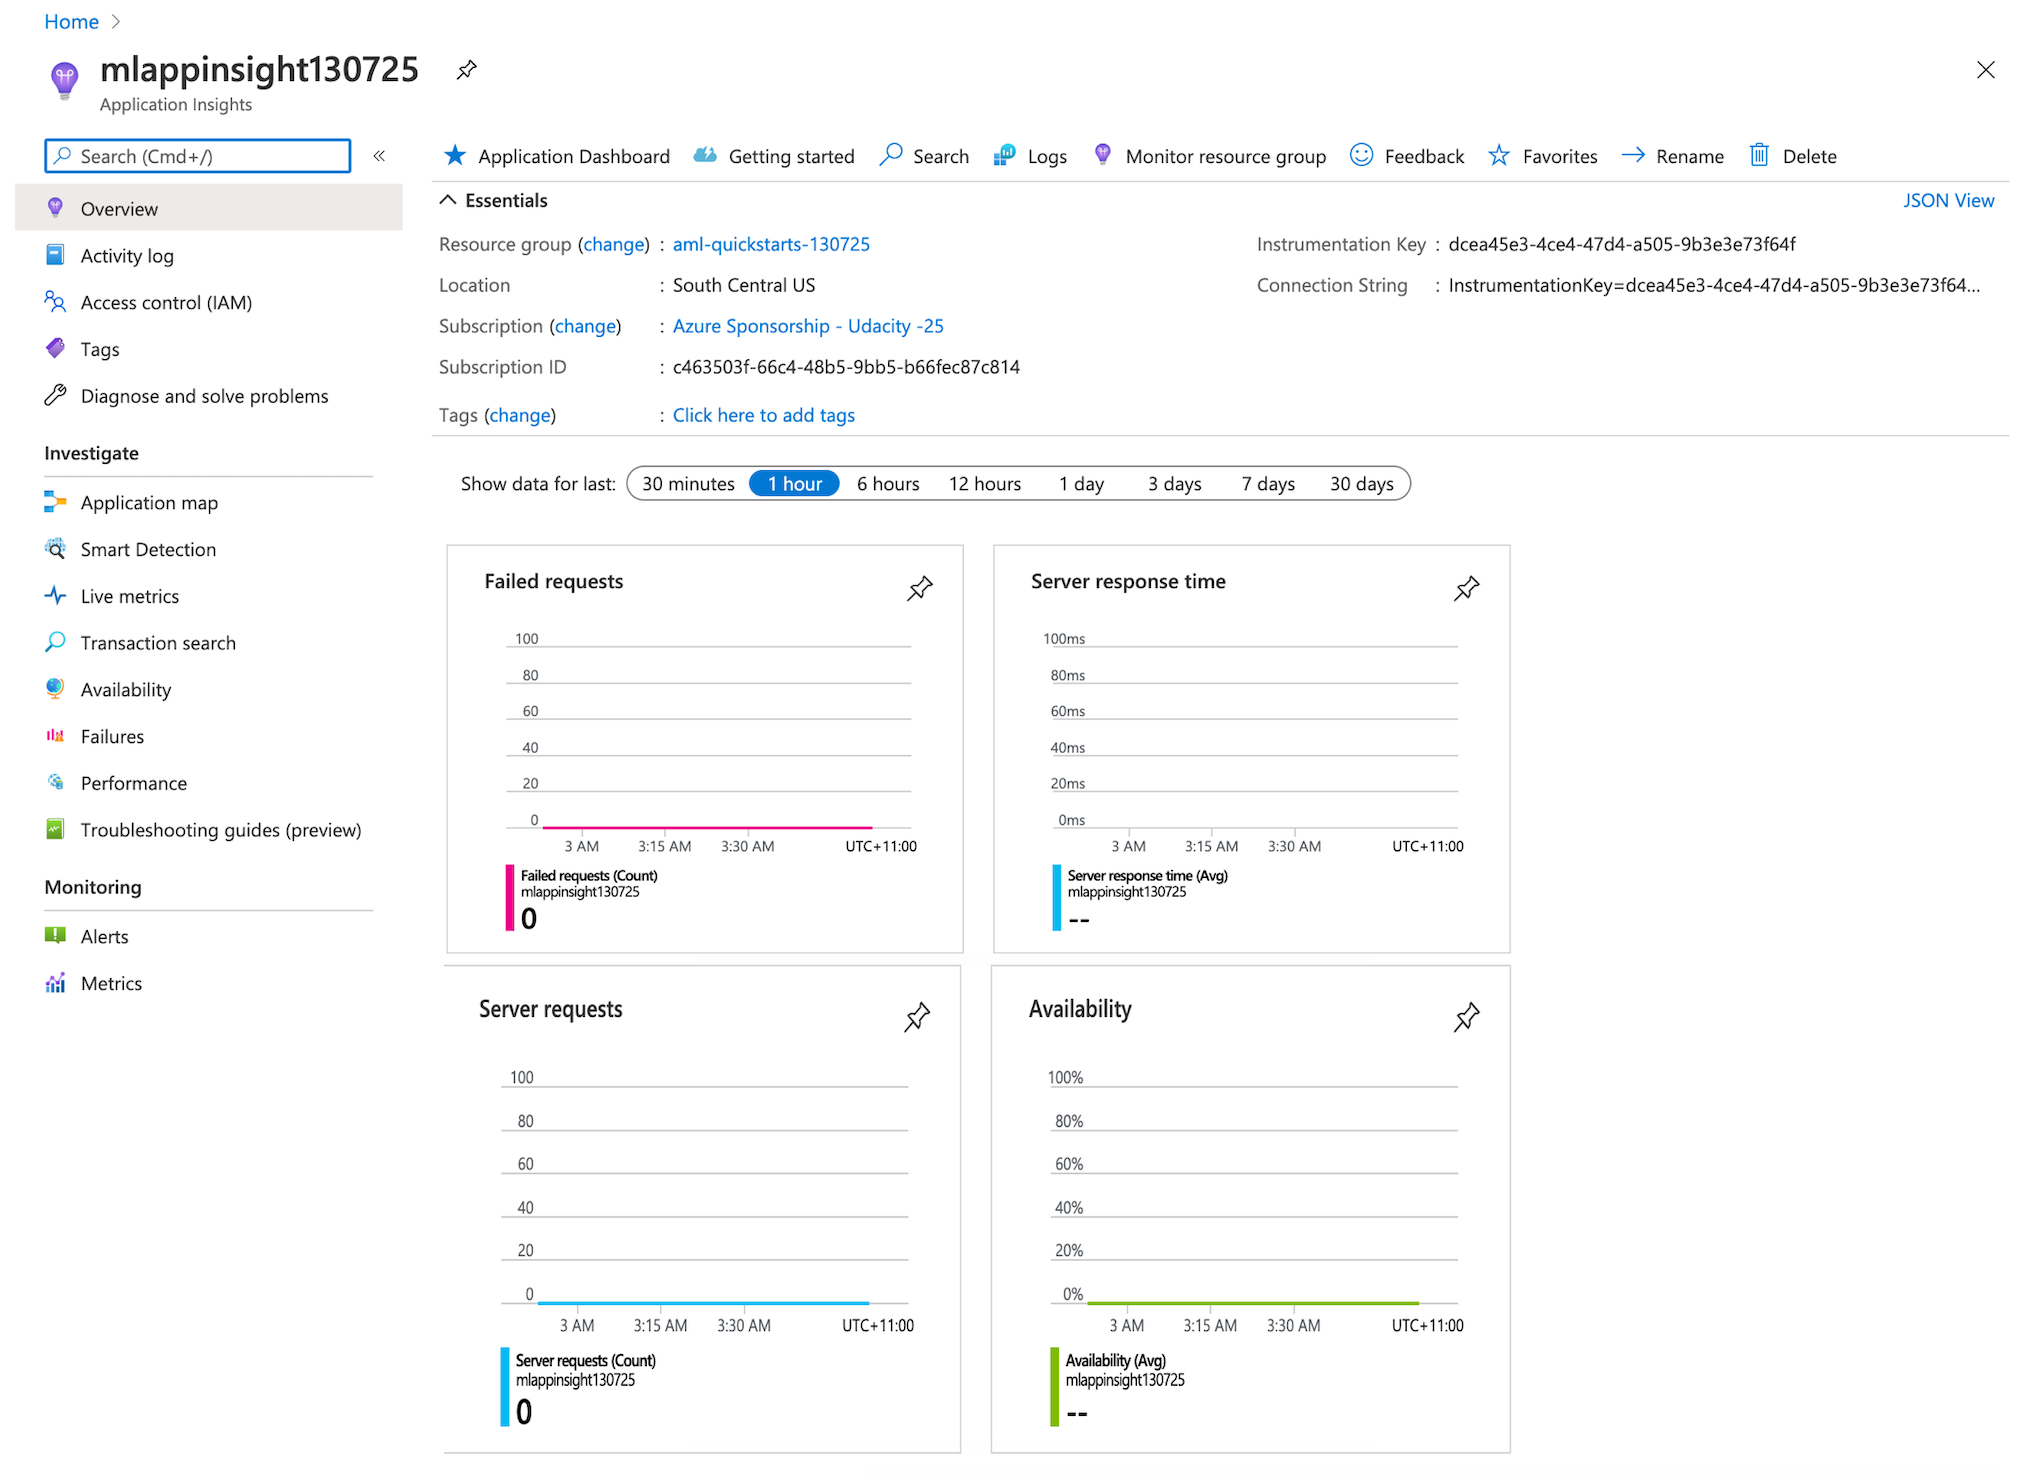 Home
mlappinsight130725
Application Insights
Search (Cmd+/)
Overview
Activity log
Access control (IAM)
Tags
Diagnose and solve problems
Investigate
Application map
Smart Detection
Live metrics
Transaction search
Availability
Failures
Performance
Troubleshooting guides (preview)
Monitoring
Alerts
Metrics
Application Dashboard Getting started Search Logs Monitor resource group Feedback Favorites Rename Delete
Essentials JSON View
Resource group (change) : aml-quickstarts-130725
Location : South Central US
Subscription (change) : Azure Sponsorship - Udacity -25
Subscription ID : c463503f-66c4-48b5-9bb5-b66fec87c814
Tags (change) : Click here to add tags
Instrumentation Key : dcea45e3-4ce4-47d4-a505-9b3e3e73f64f
Connection String : InstrumentationKey=dcea45e3-4ce4-47d4-a505-9b3e3e73f64...
Show data for last: 30 minutes 1 hour 6 hours 12 hours 1 day 3 days 7 days 30 days
Failed requests
100
80
60
40
20
0
3 AM 3:15 AM 3:30 AM UTC+11:00
Failed requests (Count)
mlappinsight130725
0
Server response time
100ms
80ms
60ms
40ms
20ms
0ms
3 AM 3:15 AM 3:30 AM UTC+11:00
Server response time (Avg)
mlappinsight130725
--
Server requests
100
80
60
40
20
0
3 AM 3:15 AM 3:30 AM UTC+11:00
Server requests (Count)
mlappinsight130725
0
Availability
100%
80%
60%
40%
20%
0%
3 AM 3:15 AM 3:30 AM UTC+11:00
Availability (Avg)
mlappinsight130725
--